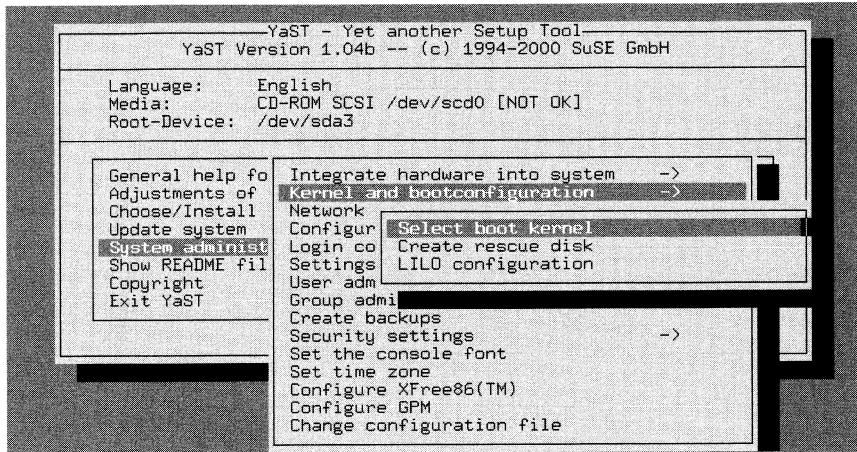 YaST - Yet another Setup Tool
YaST Version 1.04b -- (c) 1994-2000 SuSE GmbH
Language: English
Media: CD-ROM SCSI /dev/scd0 [NOT OK]
Root-Device: /dev/sda3
General help fo
Adjustments of
Choose/Install
Update system
System administ
Show README fil
Copyright
Exit YaST
Integrate hardware into system ->
Kernel and bootconfiguration ->
Network
Configur
Login co
Settings
User adm
Group admi
Create backups
Security settings ->
Set the console font
Set time zone
Configure XFree86(TM)
Configure GPM
Change configuration file
Select boot kernel
Create rescue disk
LILO configuration